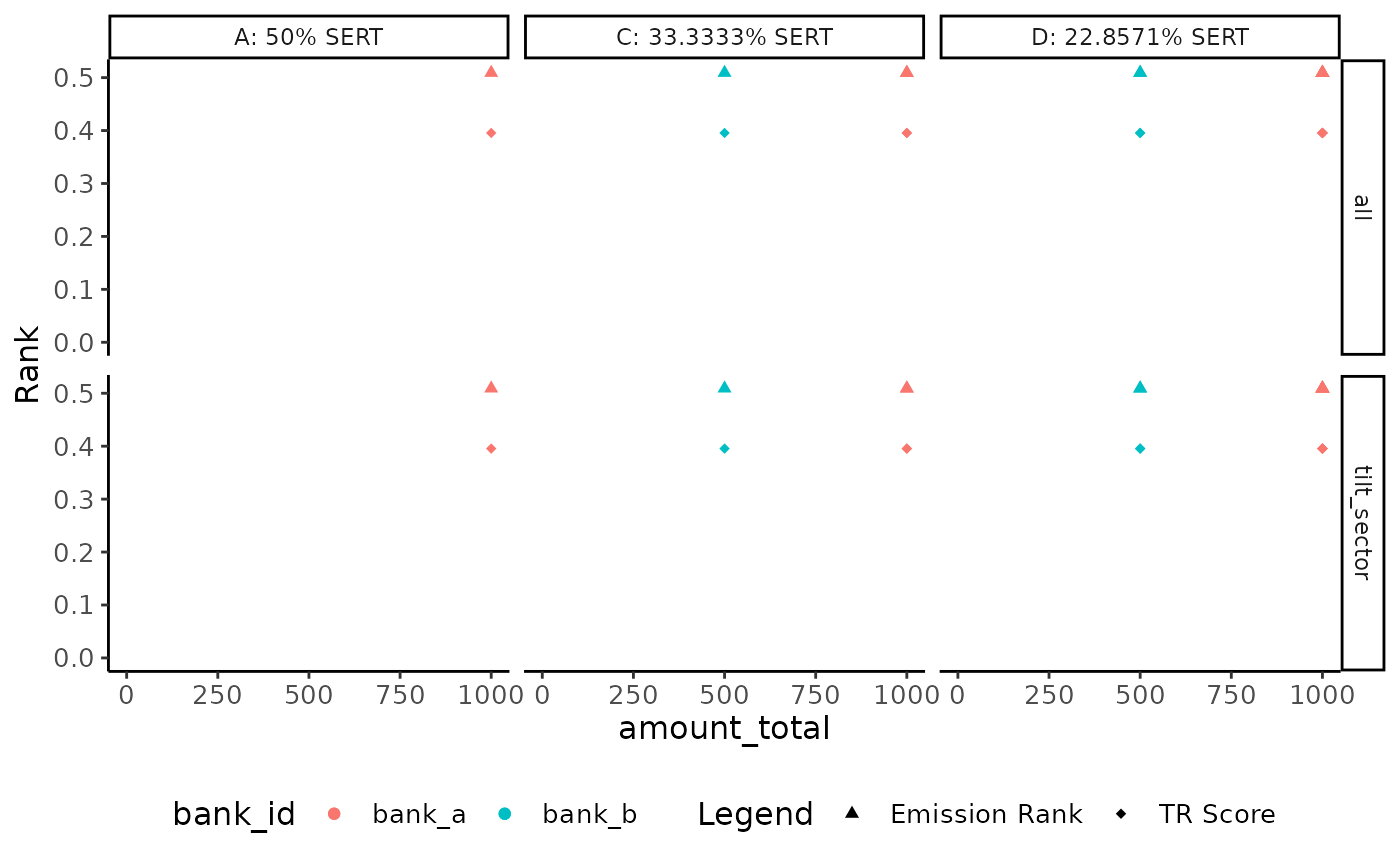 A: 50% SERT
C: 33.3333% SERT
D: 22.8571% SERT
Rank
0.5
0.4
0.3
0.2
0.1
0.0
all
0.5
0.4
0.3
0.2
0.1
0.0
tilt_sector
0 250 500 750 1000
0 250 500 750 1000
0 250 500 750 1000
amount_total
bank_id bank_a bank_b Legend Emission Rank TR Score